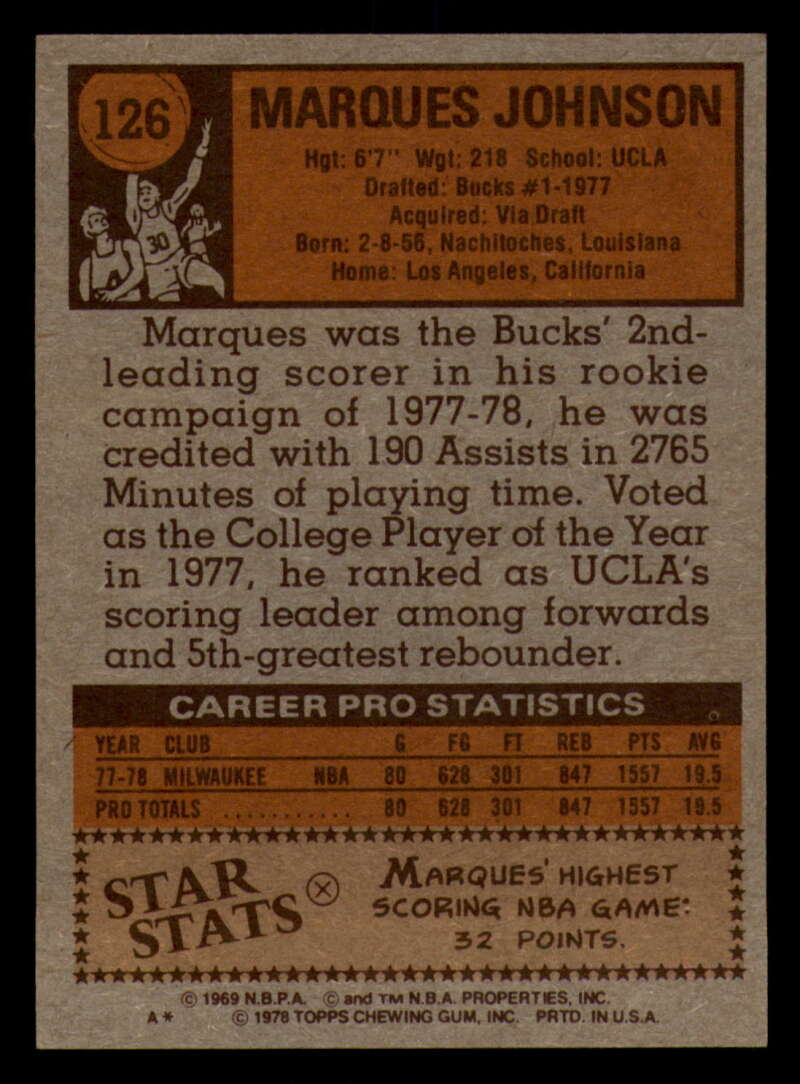 126
MARQUES JOHNSON
Hgt: 6'7" Wgt: 218 School: UCLA
Drafted: Bucks #1-1977
Acquired: Via Draft
Born: 2-8-56, Nachitoches, Louisiana
Home: Los Angeles, California
30
Marques was the Bucks' 2nd-
leading scorer in his rookie
campaign of 1977-78, he was
credited with 190 Assists in 2765
Minutes of playing time. Voted
as the College Player of the Year
in 1977, he ranked as UCLA's
scoring leader among forwards
and 5th-greatest rebounder.
CAREER PRO STATISTICS
YEAR CLUB G FG FT REB PTS AVG
77-78 MILWAUKEE NBA 80 628 301 847 1557 19.5
PRO TOTALS ........... 80 628 301 847 1557 19.5
STAR STATS
MARQUES' HIGHEST
SCORING NBA GAME:
32 POINTS.
© 1969 N.B.P.A. © and TM N.B.A. PROPERTIES, INC.
A* © 1978 TOPPS CHEWING GUM, INC. PRTD. IN U.S.A.